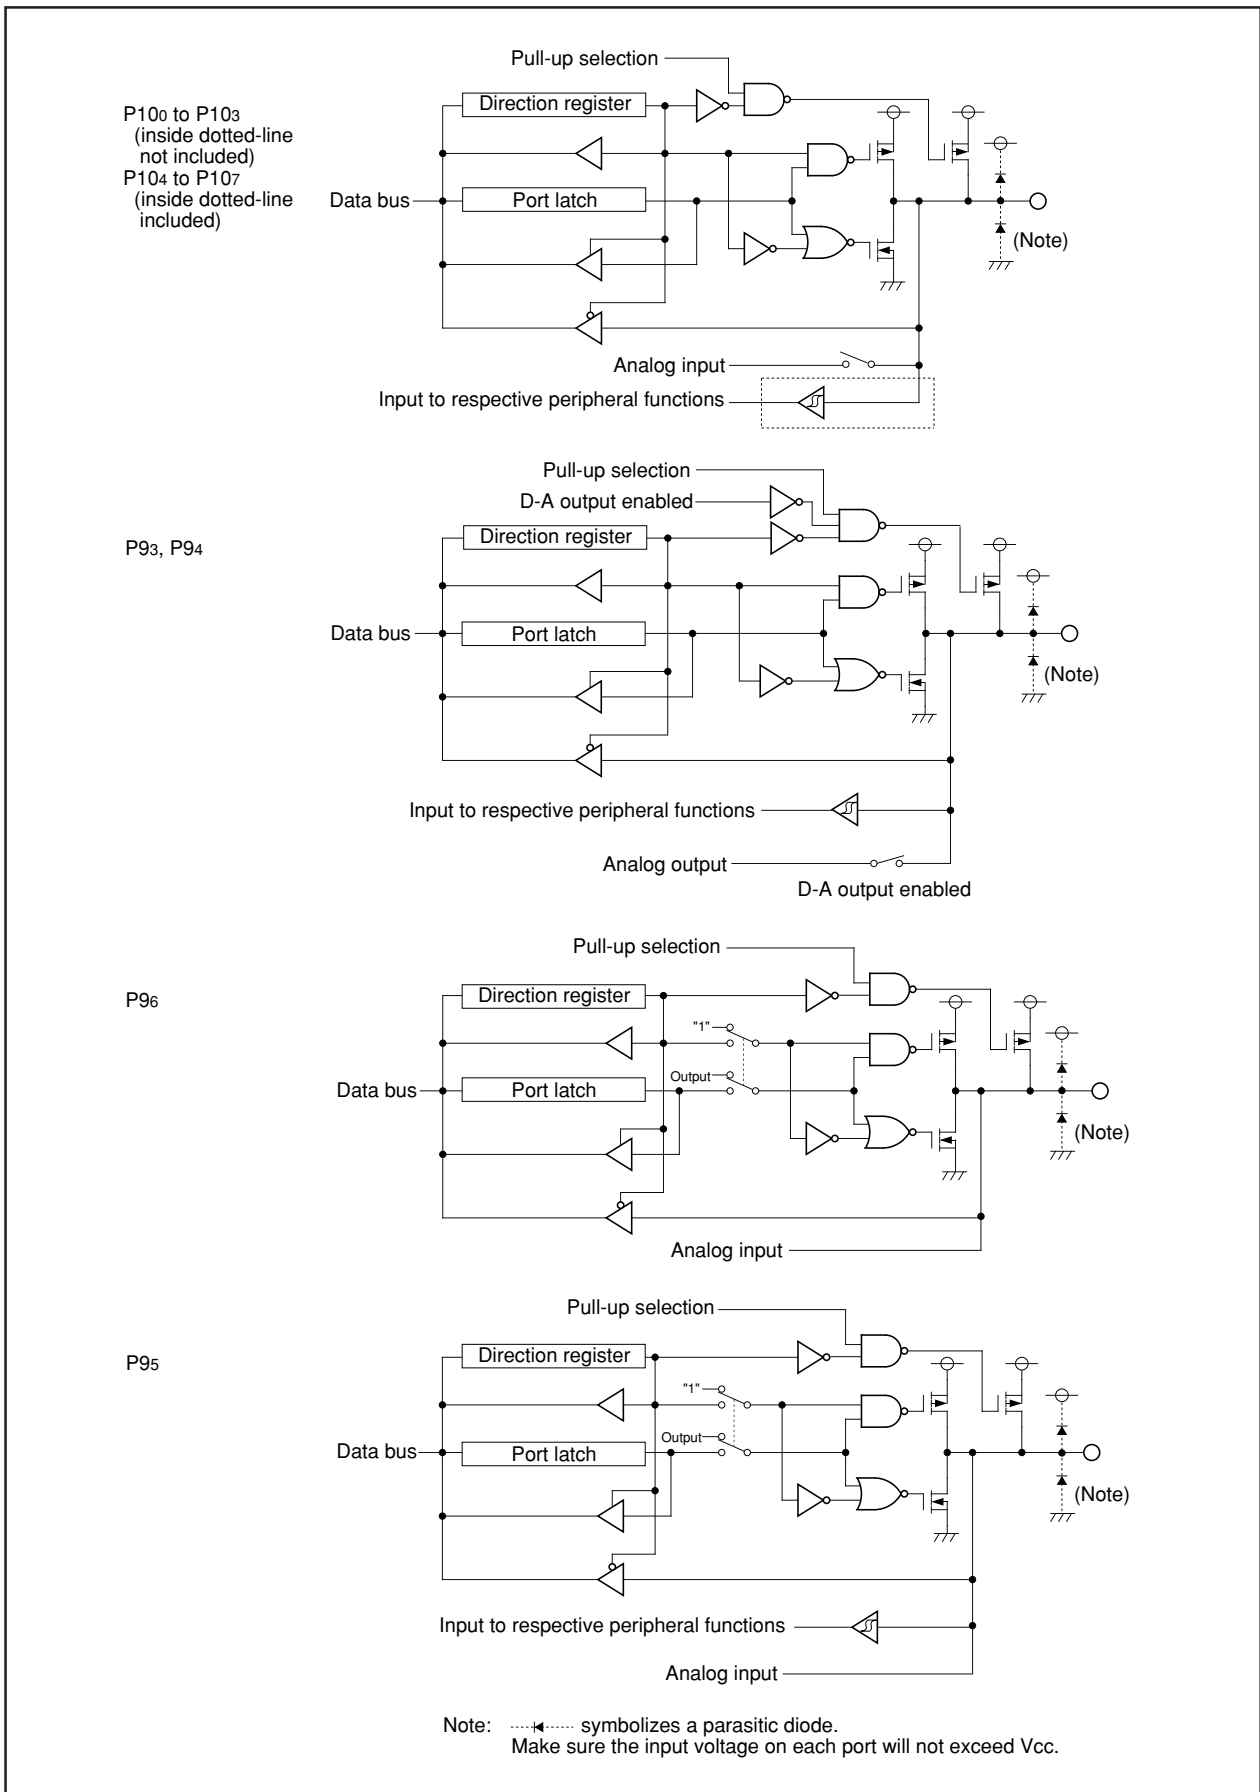 Pull-up selection
Direction register
P100 to P103
(inside dotted-line
not included)
P104 to P107
(inside dotted-line
included)
Data bus
Port latch
(Note)
Analog input
Input to respective peripheral functions
Pull-up selection
D-A output enabled
Direction register
P93, P94
Data bus
Port latch
(Note)
Input to respective peripheral functions
Analog output
D-A output enabled
Pull-up selection
P96
Direction register
"1"
Output
Data bus
Port latch
(Note)
Analog input
Pull-up selection
P95
Direction register
"1"
Output
Data bus
Port latch
(Note)
Input to respective peripheral functions
Analog input
Note: symbolizes a parasitic diode.
Make sure the input voltage on each port will not exceed Vcc.